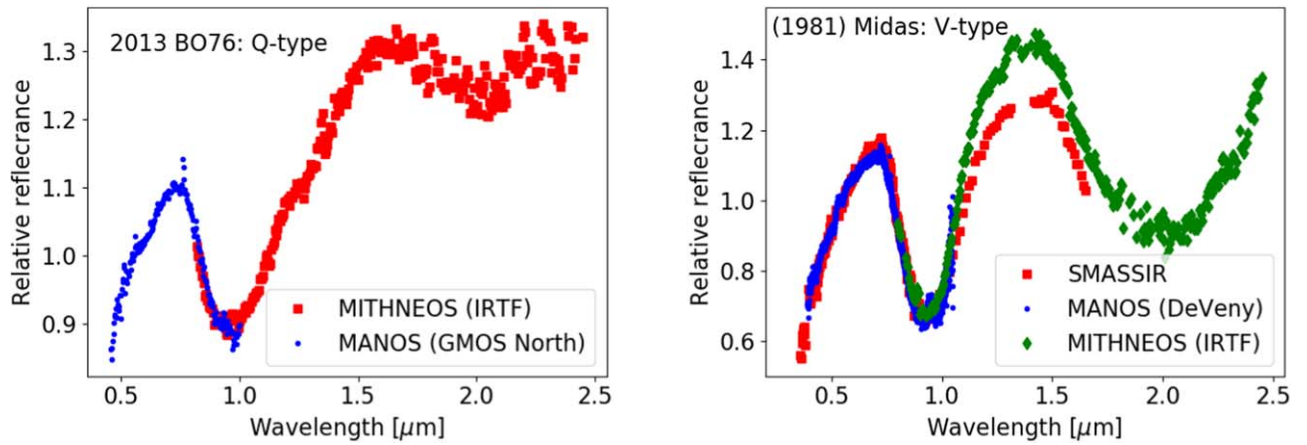 2013 BO76: Q-type
Relative reflecrance
1.3
1.2
1.1
1.0
0.9
MITHNEOS (IRTF)
MANOS (GMOS North)
0.5 1.0 1.5 2.0 2.5
Wavelength [μm]
(1981) Midas: V-type
Relative reflecrance
1.4
1.2
1.0
0.8
0.6
SMASSIR
MANOS (DeVeny)
MITHNEOS (IRTF)
0.5 1.0 1.5 2.0 2.5
Wavelength [μm]